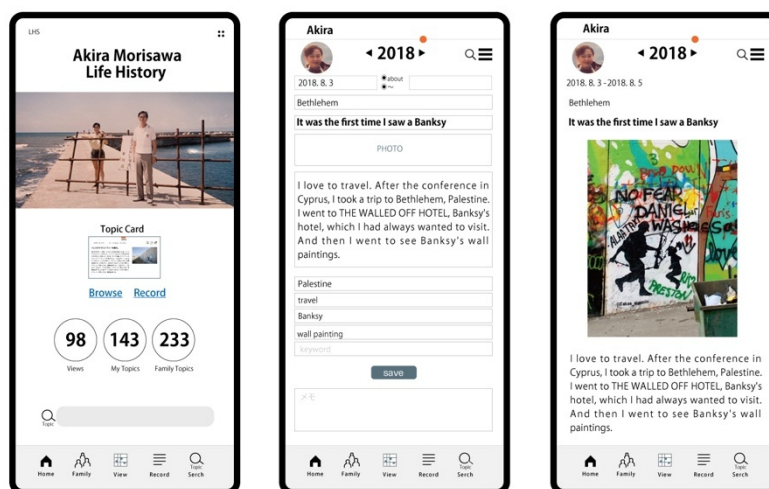 LHS
Akira Morisawa
Life History
Topic Card
Browse Record
98 143 233
Views My Topics Family Topics
Topic
Home Family View Record Serch
Topic
Akira
2018
2018. 8. 3
about
～
Bethlehem
It was the first time I saw a Banksy
PHOTO
I love to travel. After the conference in
Cyprus, I took a trip to Bethlehem, Palestine.
I went to THE WALLED OFF HOTEL, Banksy's
hotel, which I had always wanted to visit.
And then I went to see Banksy's wall
paintings.
Palestine
travel
Banksy
wall painting
keyword
save
メモ
Home Family View Record Serch
Topic
Akira
2018
2018. 8. 3 -2018. 8. 5
Bethlehem
It was the first time I saw a Banksy
NO FEAR
DANIEL
WAS HERE
PRESTON
I love to travel. After the conference in
Cyprus, I took a trip to Bethlehem, Palestine.
I went to THE WALLED OFF HOTEL, Banksy's
hotel, which I had always wanted to visit.
And then I went to see Banksy's wall
paintings.
Home Family View Record Serch
Topic